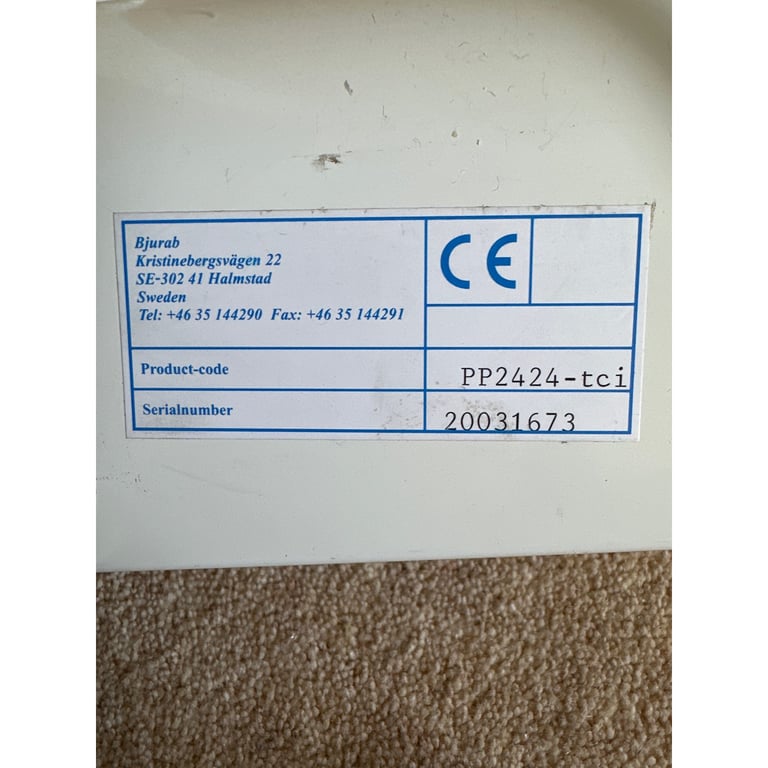 Bjurab
Kristinebergsvägen 22
SE-302 41 Halmstad
Sweden
Tel: +46 35 144290 Fax: +46 35 144291
CE
Product-code PP2424-tci
Serialnumber 20031673